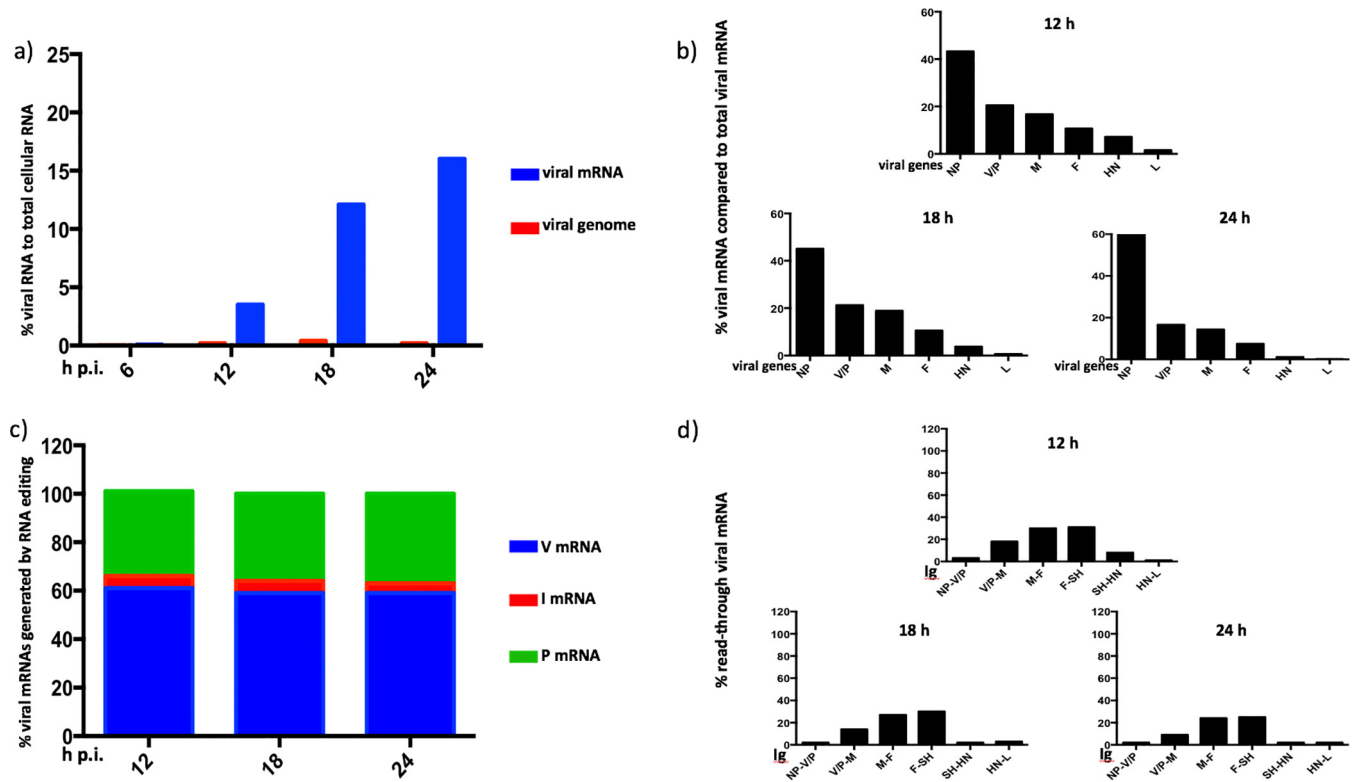 a)
% viral RNA to total cellular RNA
25
20
15
10
5
0
h p.i.
6
12
18
24
viral mRNA
viral genome
b)
% viral mRNA compared to total viral mRNA
12 h
60
40
20
0
viral genes
NP
V/P
M
F
HN
L
18 h
60
40
20
0
viral genes
NP
V/P
M
F
HN
L
24 h
60
40
20
0
NP
V/P
M
F
HN
L
c)
% viral mRNAs generated by RNA editing
120
100
80
60
40
20
0
h p.i.
12
18
24
V mRNA
I mRNA
P mRNA
d)
% read-through viral mRNA
12 h
120
100
80
60
40
20
0
Ig
NP-V/P
V/P-M
M-F
F-SH
SH-HN
HN-L
18 h
120
100
80
60
40
20
0
Ig
NP-V/P
V/P-M
M-F
F-SH
SH-HN
HN-L
24 h
120
100
80
60
40
20
0
Ig
NP-V/P
V/P-M
M-F
F-SH
SH-HN
HN-L